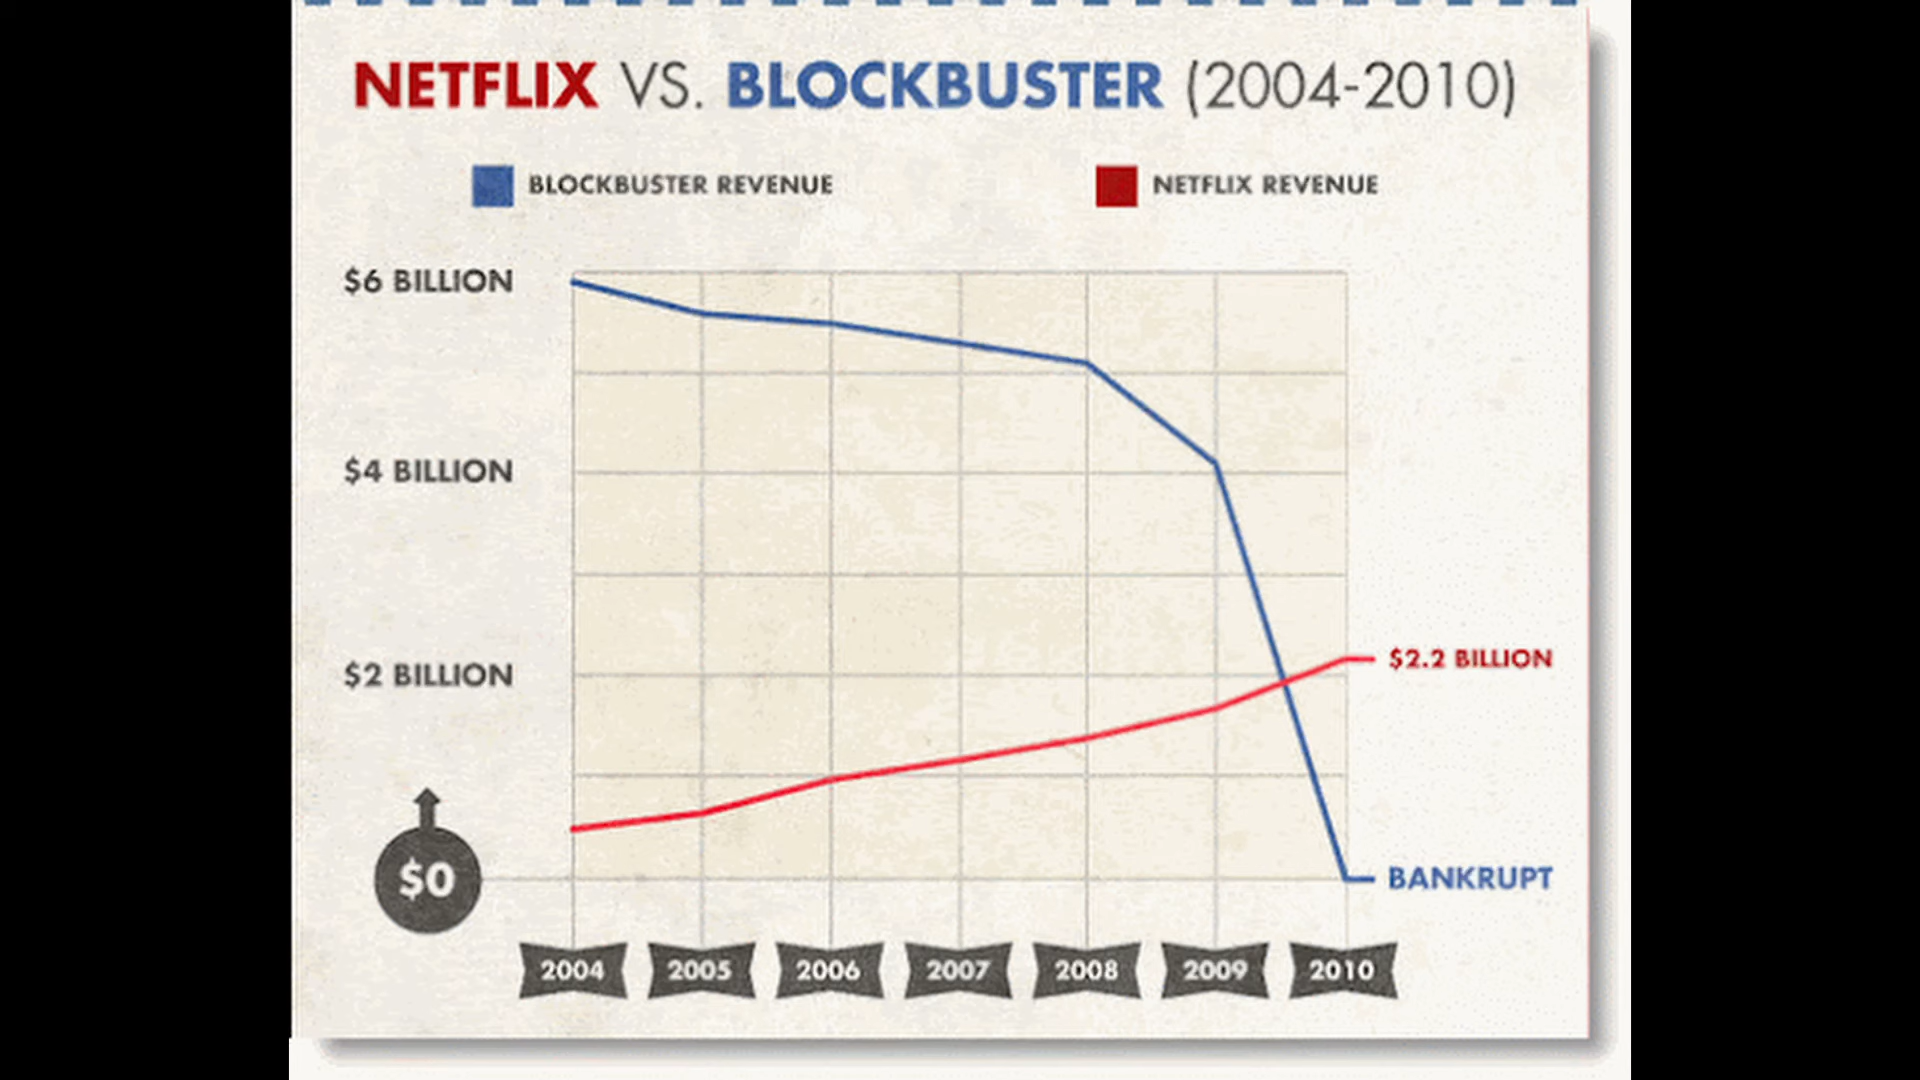 NETFLIX VS. BLOCKBUSTER (2004-2010)
BLOCKBUSTER REVENUE
NETFLIX REVENUE
$6 BILLION
$4 BILLION
$2 BILLION
$2.2 BILLION
$0
BANKRUPT
2004 2005 2006 2007 2008 2009 2010